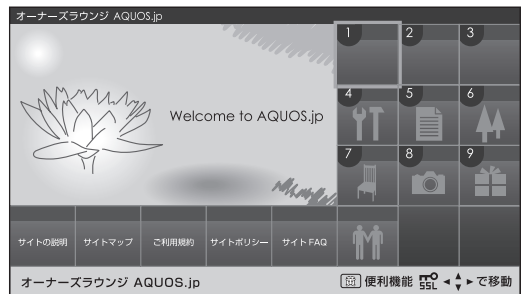 オーナーズラウンジ AQUOS.jp
1 2 3
Welcome to AQUOS.jp
4 5 6
7 8 9
サイトの説明 サイトマップ ご利用規約 サイトポリシー サイト FAQ
オーナーズラウンジ AQUOS.jp 便利機能 SSL で移動